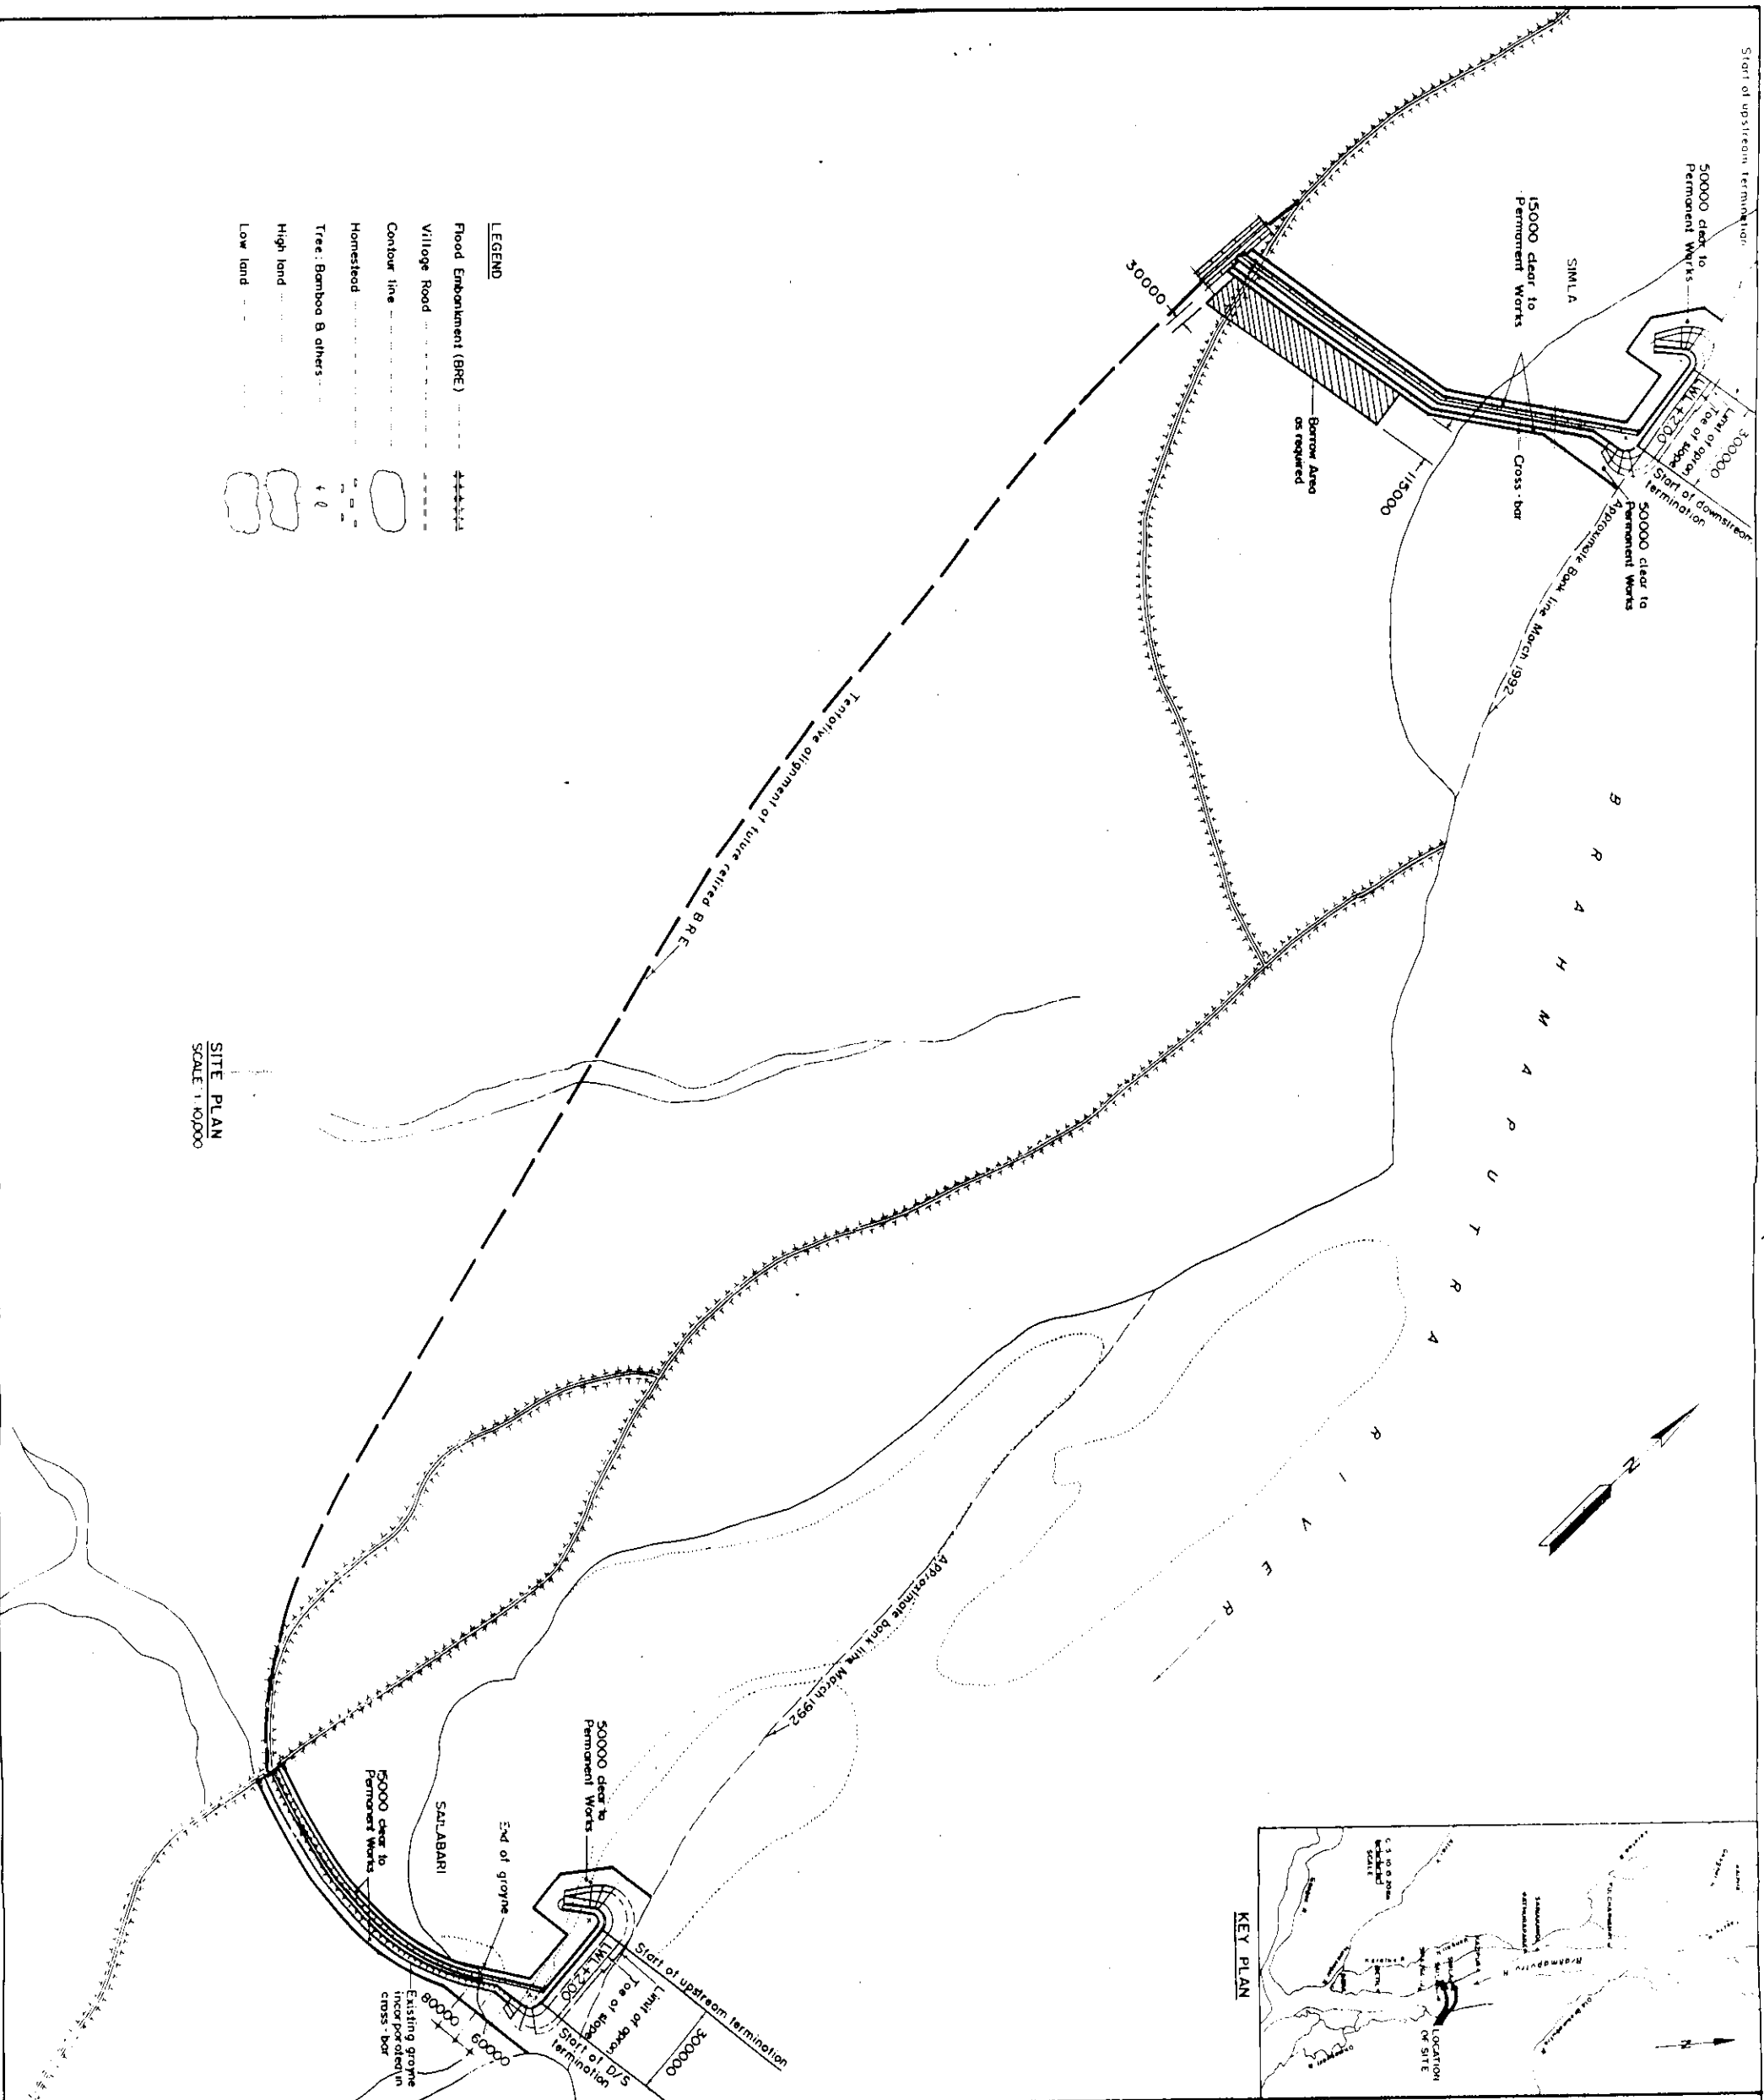 Start of upstream termination
50000 clear to
Permanent Works
SIMLA
15000 clear to
Permanent Works
Cross-bar
300000
Limit of apron
Toe of slope
LWL +2.00
Start of downstream
termination
50000 clear to
Permanent Works
Approximate Bank line March 1992
30000
Borrow Area
as required
115000
BRAHMAPUTRA RIVER
Tentative alignment of future retired BRE
LEGEND
Flood Embankment (BRE)
Village Road
Contour line
Homestead
Tree: Bamboo & others
High land
Low land
SITE PLAN
SCALE 1:10,000
N
Approximate bank line March 1992
50000 clear to
Permanent Works
15000 clear to
Permanent Works
SAILABARI
End of groyne
Start of upstream termination
300000
Limit of apron
Toe of slope
LWL +2.00
Start of D/S
termination
60000
80000
Existing groyne
incorporated in
cross-bar
KEY PLAN
SCALE
Brahmaputra R
LOCATION
OF SITE
N